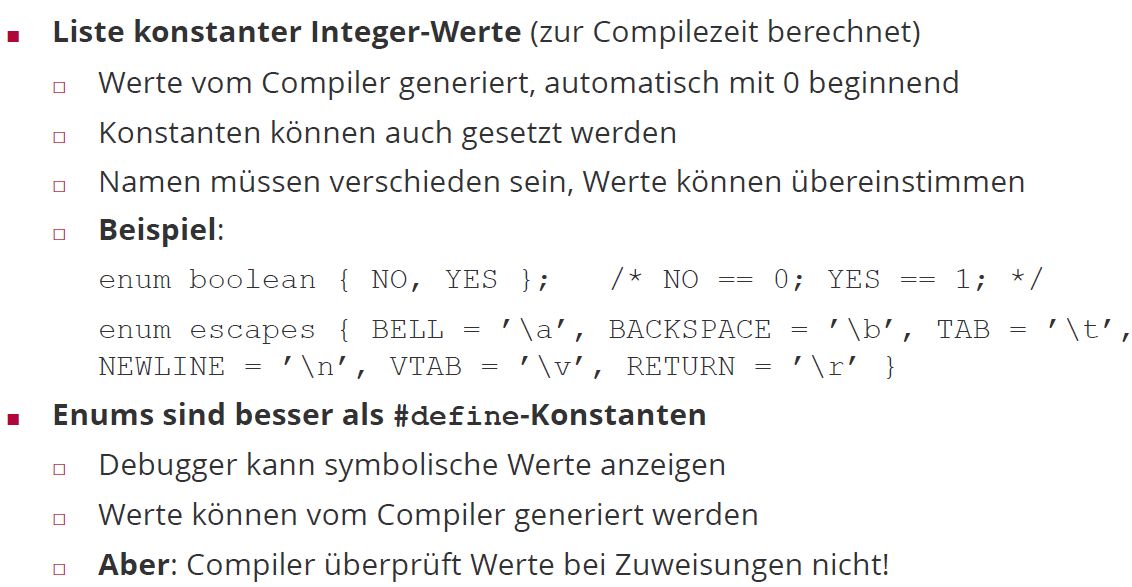 Liste konstanter Integer-Werte (zur Compilezeit berechnet)
Werte vom Compiler generiert, automatisch mit 0 beginnend
Konstanten können auch gesetzt werden
Namen müssen verschieden sein, Werte können übereinstimmen
Beispiel:
enum boolean { NO, YES };   /* NO == 0; YES == 1; */
enum escapes { BELL = ’\a’, BACKSPACE = ’\b’, TAB = ’\t’,
NEWLINE = ’\n’, VTAB = ’\v’, RETURN = ’\r’ }
Enums sind besser als #define-Konstanten
Debugger kann symbolische Werte anzeigen
Werte können vom Compiler generiert werden
Aber: Compiler überprüft Werte bei Zuweisungen nicht!